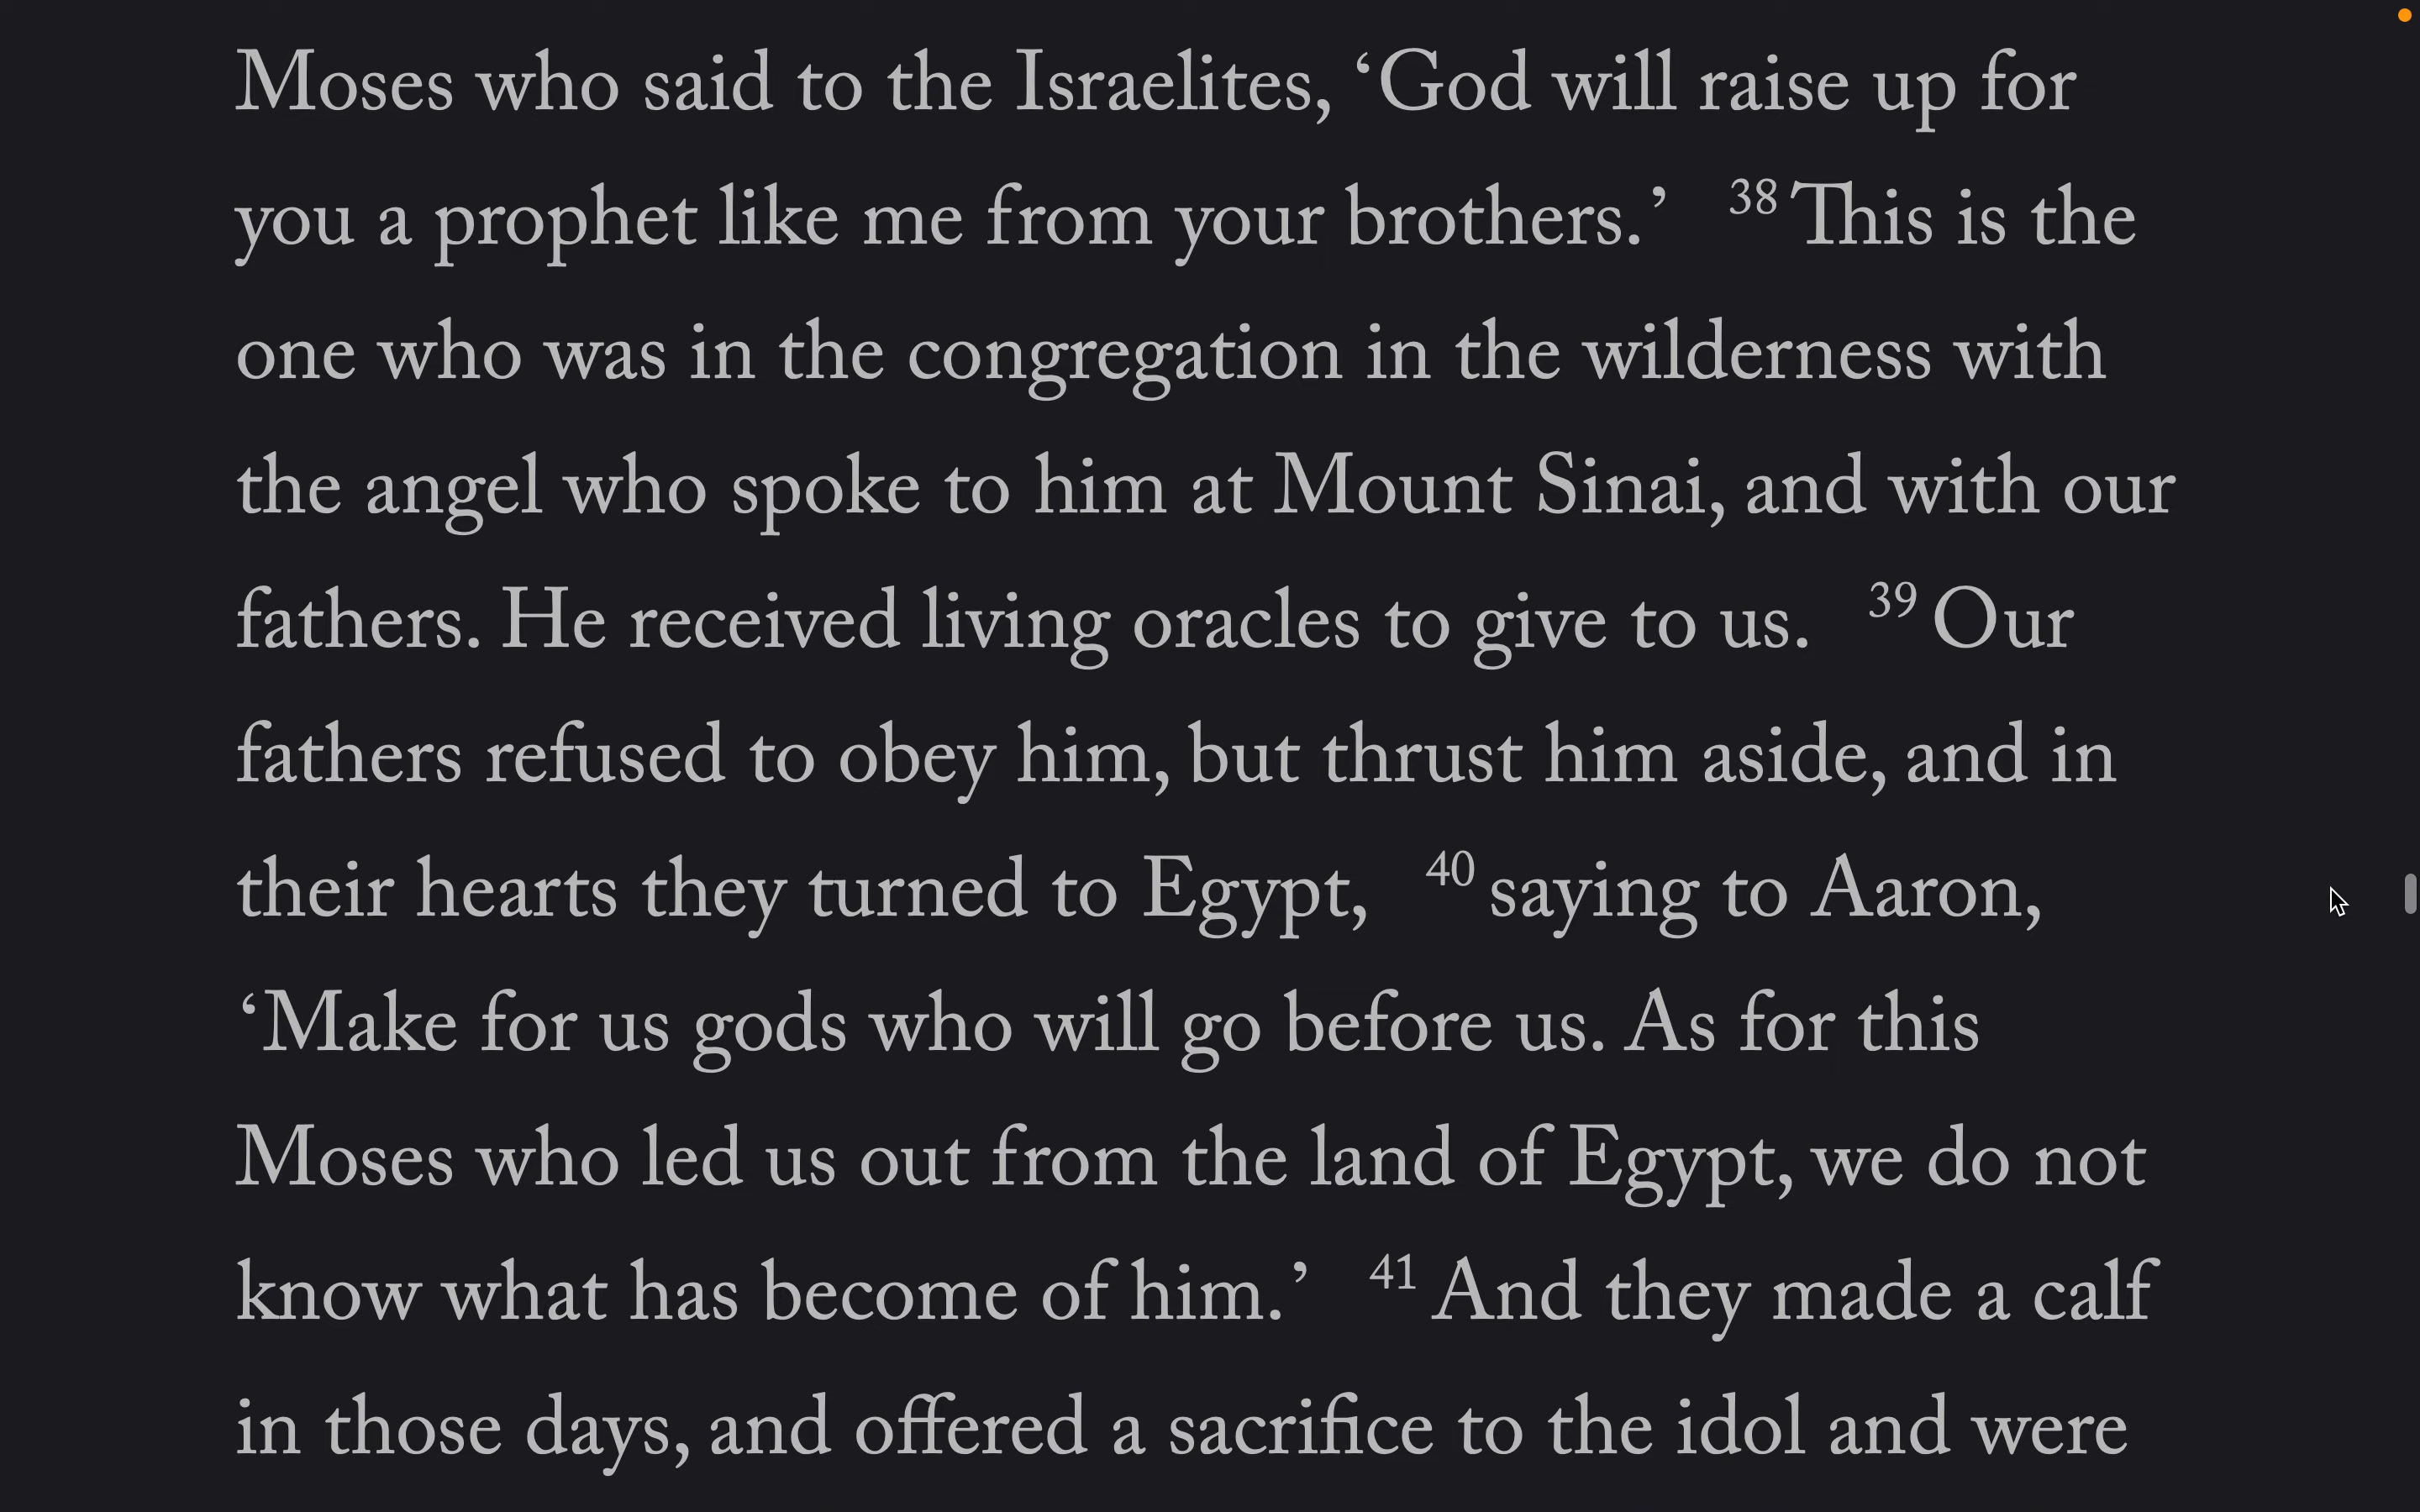 Moses who said to the Israelites, ‘God will raise up for
you a prophet like me from your brothers.’ 38 This is the
one who was in the congregation in the wilderness with
the angel who spoke to him at Mount Sinai, and with our
fathers. He received living oracles to give to us. 39 Our
fathers refused to obey him, but thrust him aside, and in
their hearts they turned to Egypt, 40 saying to Aaron,
‘Make for us gods who will go before us. As for this
Moses who led us out from the land of Egypt, we do not
know what has become of him.’ 41 And they made a calf
in those days, and offered a sacrifice to the idol and were